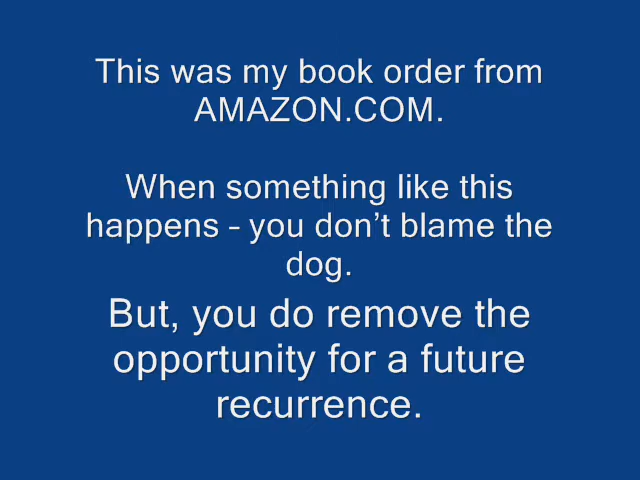 This was my book order from
AMAZON.COM.
When something like this
happens – you don’t blame the
dog.
But, you do remove the
opportunity for a future
recurrence.